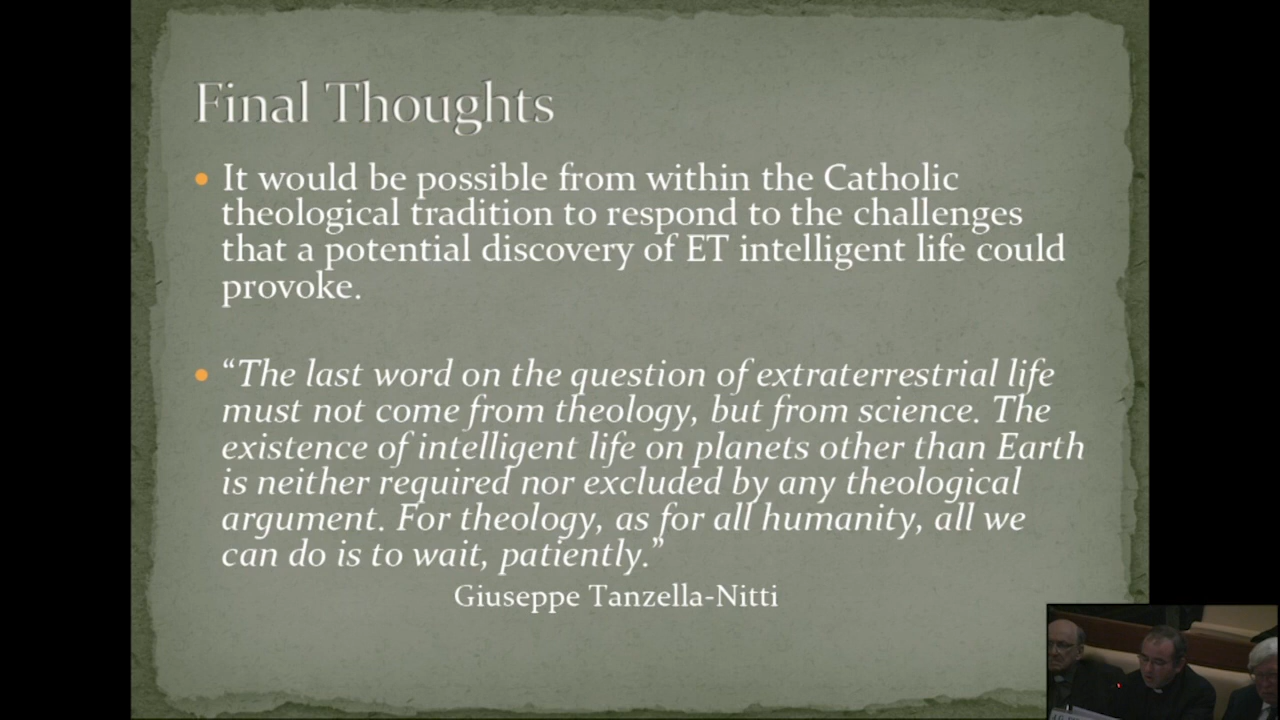 Final Thoughts
• It would be possible from within the Catholic
theological tradition to respond to the challenges
that a potential discovery of ET intelligent life could
provoke.
• “The last word on the question of extraterrestrial life
must not come from theology, but from science. The
existence of intelligent life on planets other than Earth
is neither required nor excluded by any theological
argument. For theology, as for all humanity, all we
can do is to wait, patiently.”
Giuseppe Tanzella-Nitti